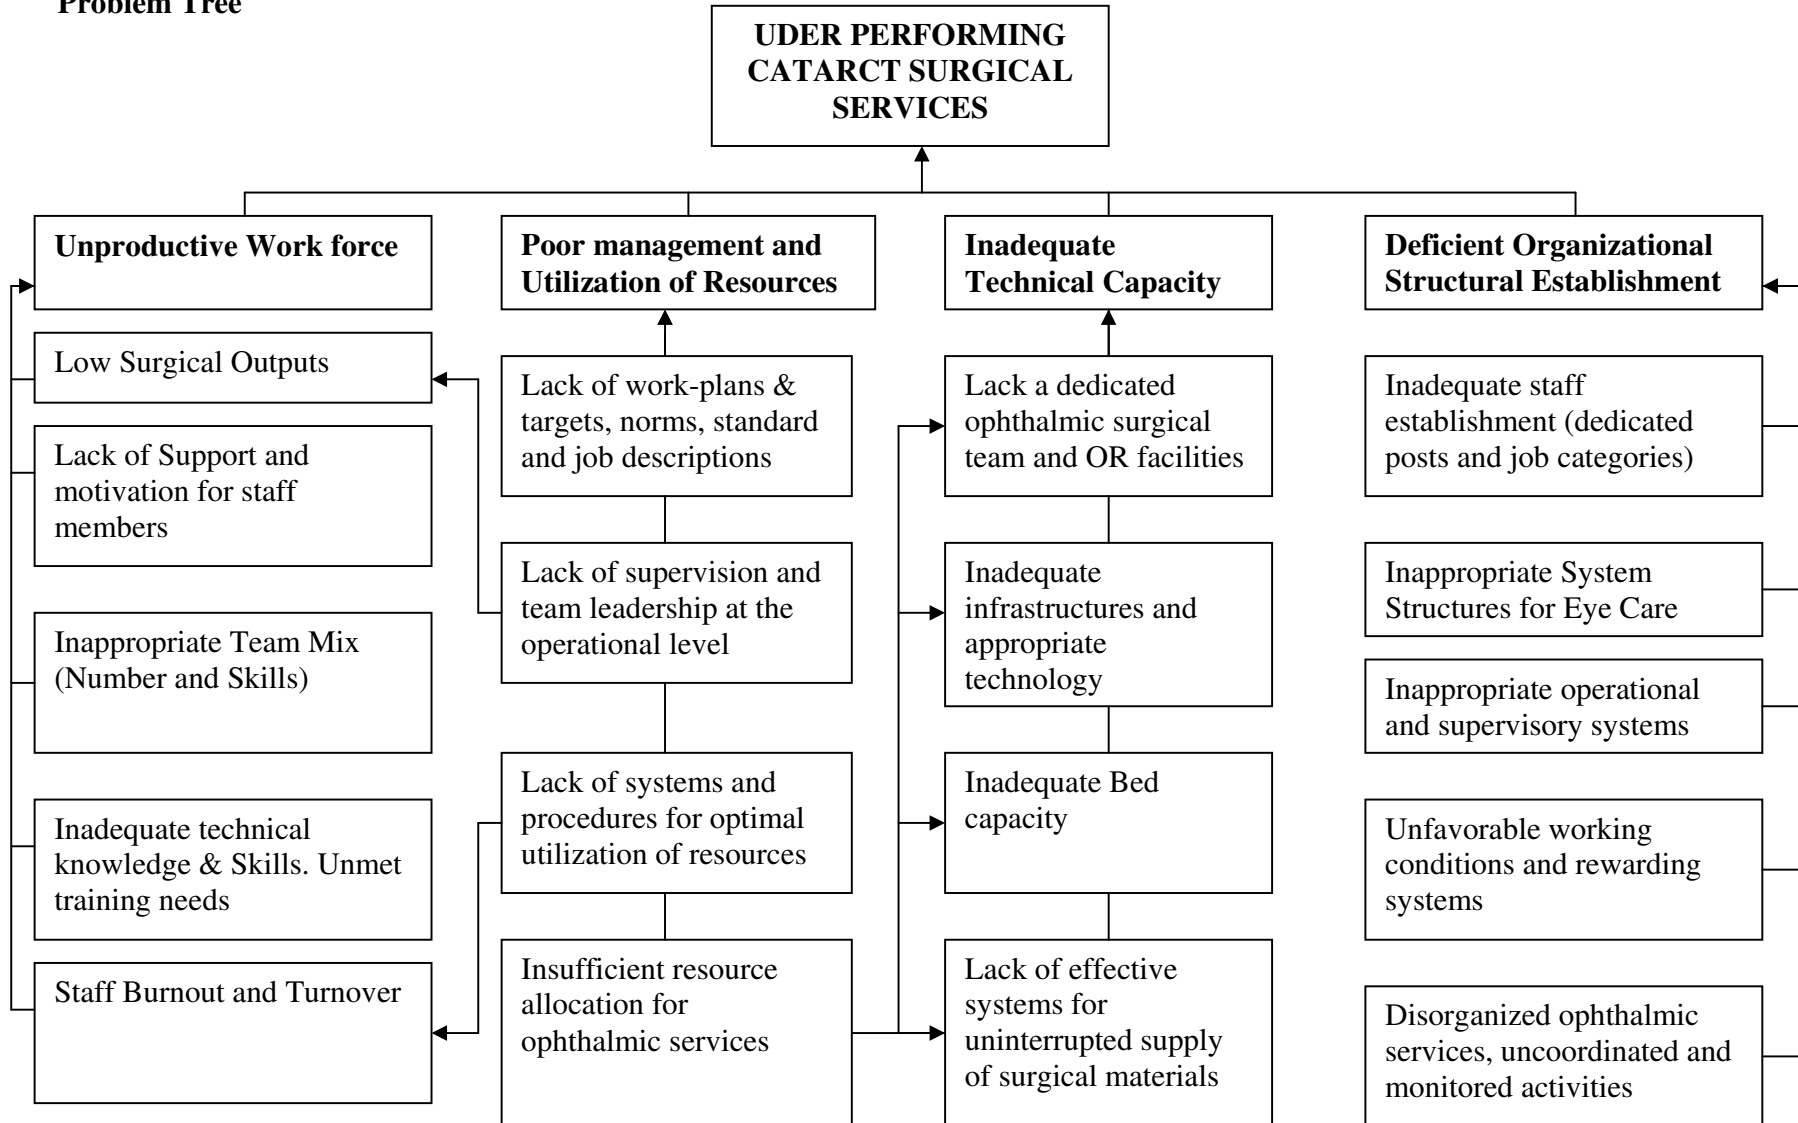 Problem Tree
UDER PERFORMING
CATARCT SURGICAL
SERVICES
Unproductive Work force
Low Surgical Outputs
Lack of Support and
motivation for staff
members
Inappropriate Team Mix
(Number and Skills)
Inadequate technical
knowledge & Skills. Unmet
training needs
Staff Burnout and Turnover
Poor management and
Utilization of Resources
Lack of work-plans &
targets, norms, standard
and job descriptions
Lack of supervision and
team leadership at the
operational level
Lack of systems and
procedures for optimal
utilization of resources
Insufficient resource
allocation for
ophthalmic services
Inadequate
Technical Capacity
Lack a dedicated
ophthalmic surgical
team and OR facilities
Inadequate
infrastructures and
appropriate
technology
Inadequate Bed
capacity
Lack of effective
systems for
uninterrupted supply
of surgical materials
Deficient Organizational
Structural Establishment
Inadequate staff
establishment (dedicated
posts and job categories)
Inappropriate System
Structures for Eye Care
Inappropriate operational
and supervisory systems
Unfavorable working
conditions and rewarding
systems
Disorganized ophthalmic
services, uncoordinated and
monitored activities